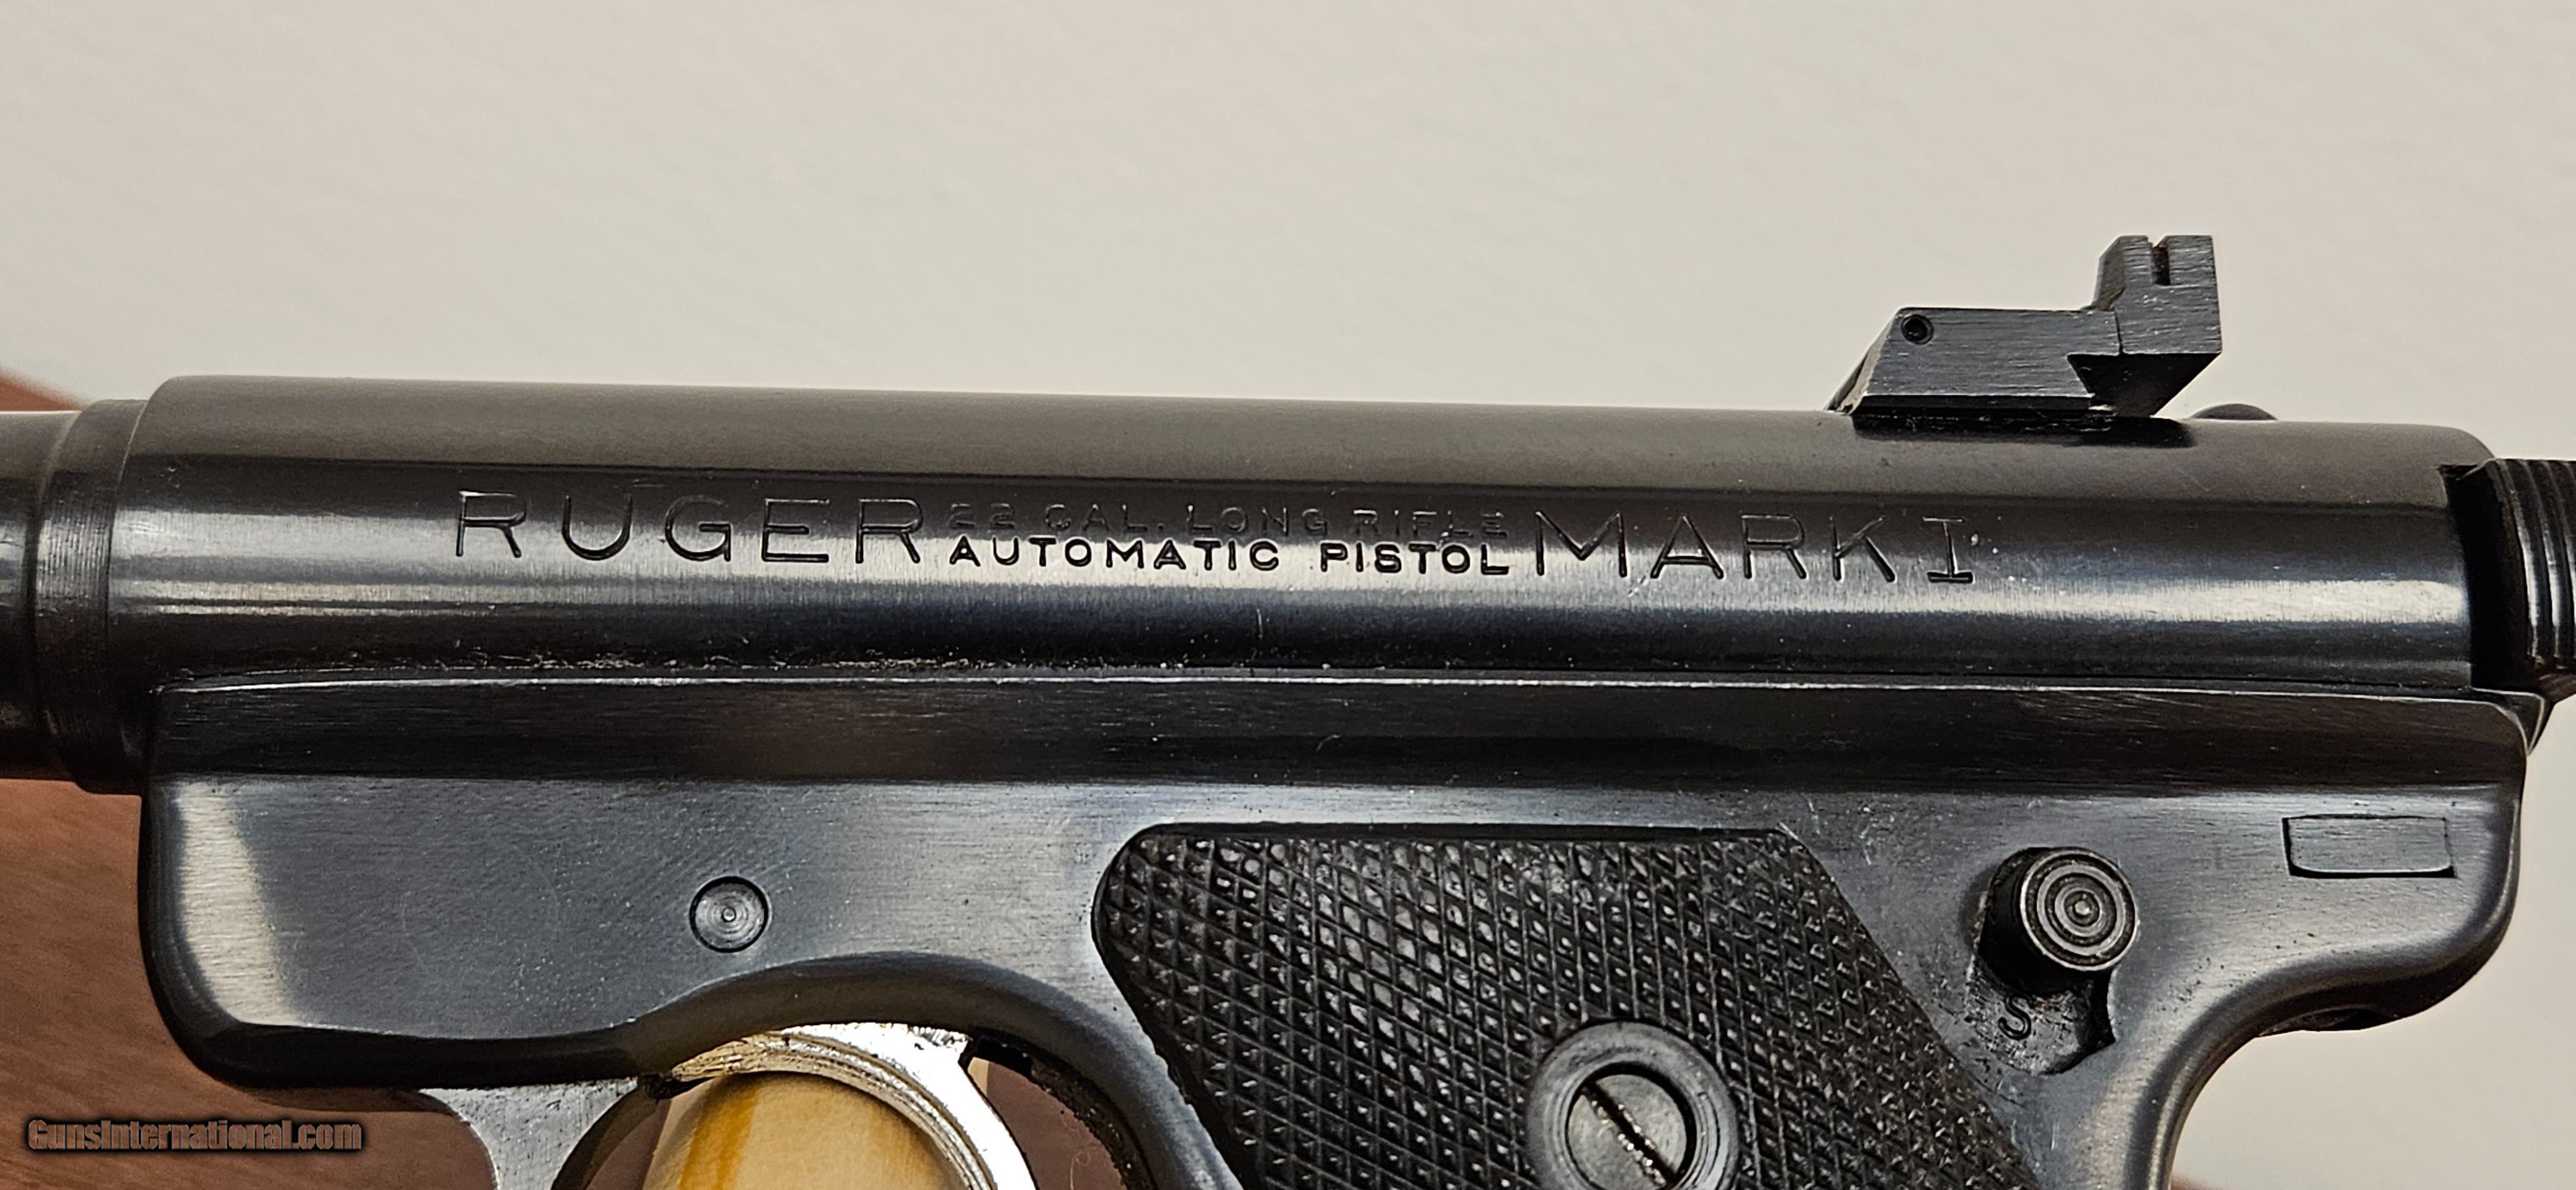 RUGER 22 CAL. LONG RIFLE MARK I
AUTOMATIC PISTOL
S
GunsInternational.com